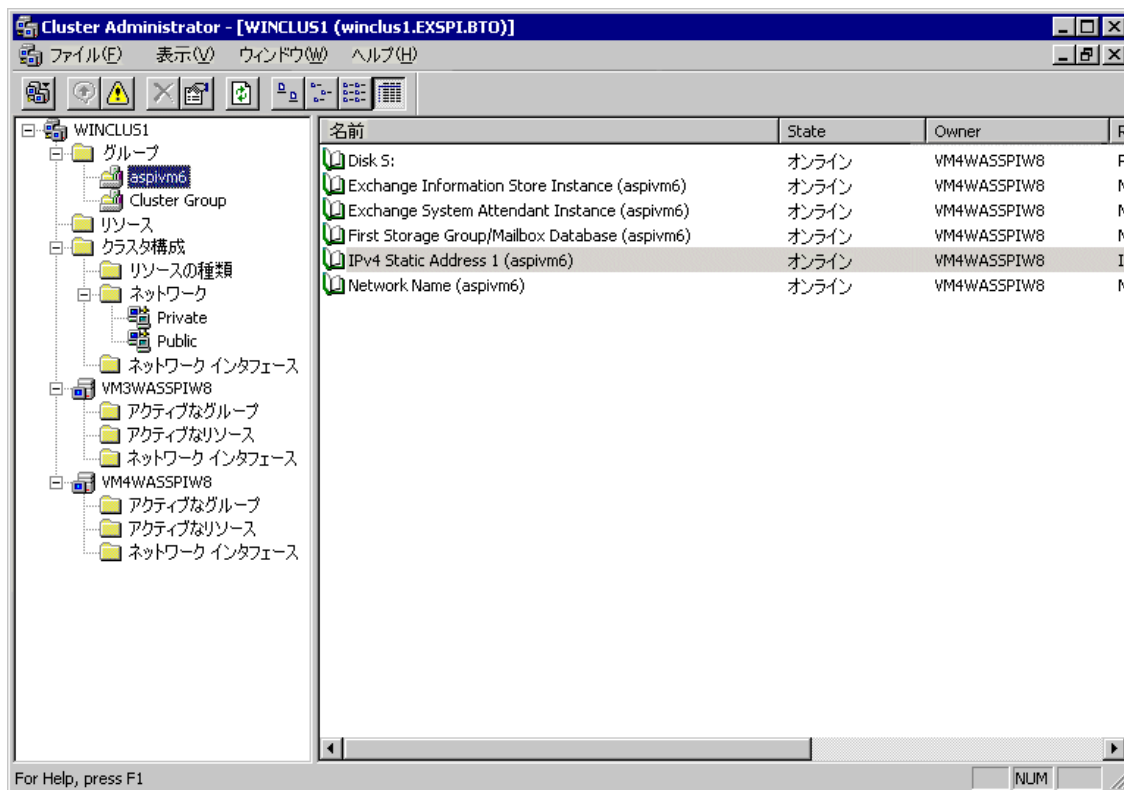 Cluster Administrator - [WINCLUS1 (winclus1.EXSPI.BTO)]
ファイル(F) 表示(V) ウィンドウ(W) ヘルプ(H)
WINCLUS1
グループ
aspivm6
Cluster Group
リソース
クラスタ構成
リソースの種類
ネットワーク
Private
Public
ネットワーク インタフェース
VM3WASSPIW8
アクティブなグループ
アクティブなリソース
ネットワーク インタフェース
VM4WASSPIW8
アクティブなグループ
アクティブなリソース
ネットワーク インタフェース
名前 State Owner
Disk S: オンライン VM4WASSPIW8
Exchange Information Store Instance (aspivm6) オンライン VM4WASSPIW8
Exchange System Attendant Instance (aspivm6) オンライン VM4WASSPIW8
First Storage Group/Mailbox Database (aspivm6) オンライン VM4WASSPIW8
IPv4 Static Address 1 (aspivm6) オンライン VM4WASSPIW8
Network Name (aspivm6) オンライン VM4WASSPIW8
For Help, press F1 NUM